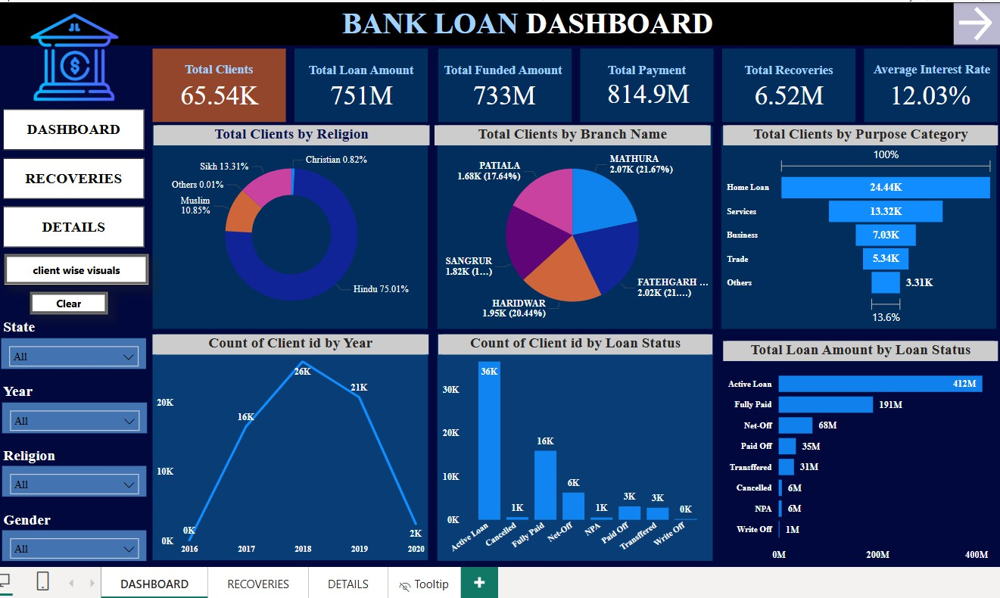 BANK LOAN DASHBOARD
DASHBOARD
RECOVERIES
DETAILS
client wise visuals
Clear
State
All
Year
All
Religion
All
Gender
All
Total Clients
65.54K
Total Loan Amount
751M
Total Funded Amount
733M
Total Payment
814.9M
Total Recoveries
6.52M
Average Interest Rate
12.03%
Total Clients by Religion
Christian 0.82%
Sikh 13.31%
Others 0.01%
Muslim
10.85%
Hindu 75.01%
Total Clients by Branch Name
MATHURA
2.07K (21.67%)
PATIALA
1.68K (17.64%)
SANGRUR
1.82K (1...)
HARIDWAR
1.95K (20.44%)
FATEHGARH ...
2.02K (21....)
Total Clients by Purpose Category
100%
Home Loan 24.44K
Services 13.32K
Business 7.03K
Trade 5.34K
Others 3.31K
13.6%
Count of Client id by Year
20K
10K
0K
0K
16K
26K
21K
2K
2016 2017 2018 2019 2020
Count of Client id by Loan Status
30K
20K
10K
0K
36K
1K
16K
6K
1K
3K
3K
0K
Active Loan
Cancelled
Fully Paid
Net-Off
NPA
Paid Off
Transffered
Write Off
Total Loan Amount by Loan Status
Active Loan 412M
Fully Paid 191M
Net-Off 68M
Paid Off 35M
Transffered 31M
Cancelled 6M
NPA 6M
Write Off 1M
0M 200M 400M
DASHBOARD RECOVERIES DETAILS Tooltip +